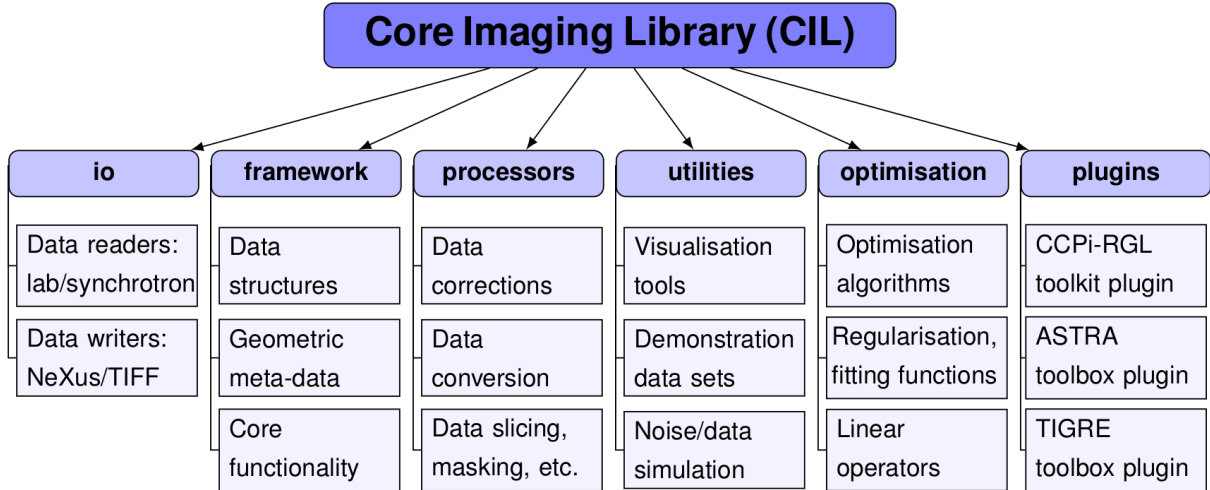 Core Imaging Library (CIL)
io
framework
processors
utilities
optimisation
plugins
Data readers:
lab/synchrotron
Data writers:
NeXus/TIFF
Data
structures
Geometric
meta-data
Core
functionality
Data
corrections
Data
conversion
Data slicing,
masking, etc.
Visualisation
tools
Demonstration
data sets
Noise/data
simulation
Optimisation
algorithms
Regularisation,
fitting functions
Linear
operators
CCPi-RGL
toolkit plugin
ASTRA
toolbox plugin
TIGRE
toolbox plugin